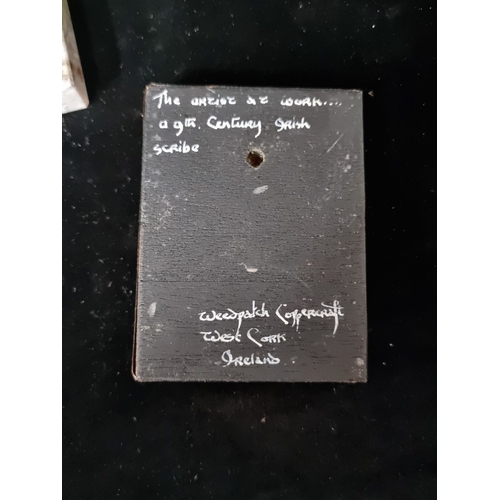 The artist at work....
a 9th. Century Irish
scribe
Weedpatch Coppercraft
West Cork
Ireland